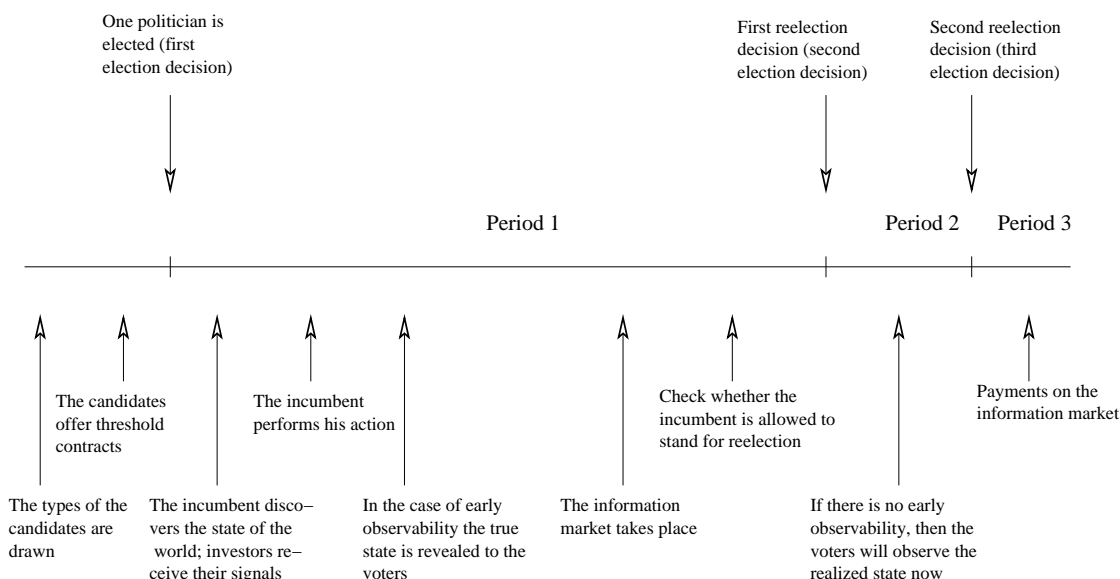 One politician is
elected (first
election decision)
First reelection
decision (second
election decision)
Second reelection
decision (third
election decision)
Period 1
Period 2
Period 3
The candidates
offer threshold
contracts
The incumbent
performs his action
Check whether the
incumbent is allowed to
stand for reelection
Payments on the
information market
The types of the
candidates are
drawn
The incumbent disco−
vers the state of the
world; investors re−
ceive their signals
In the case of early
observability the true
state is revealed to the
voters
The information
market takes place
If there is no early
observability, then the
voters will observe the
realized state now